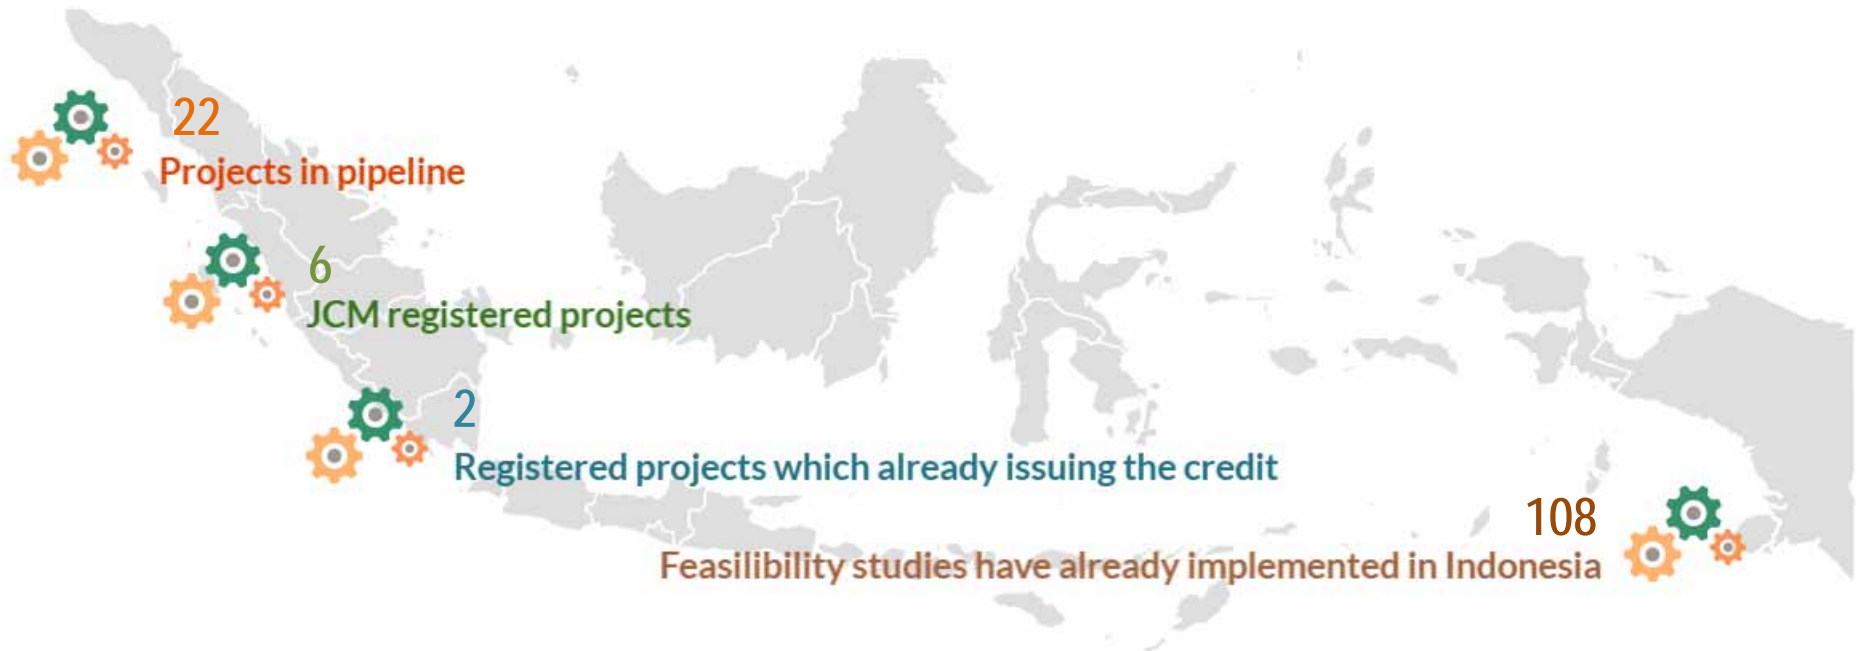 22
Projects in pipeline
6
JCM registered projects
2
Registered projects which already issuing the credit
108
Feasilibility studies have already implemented in Indonesia